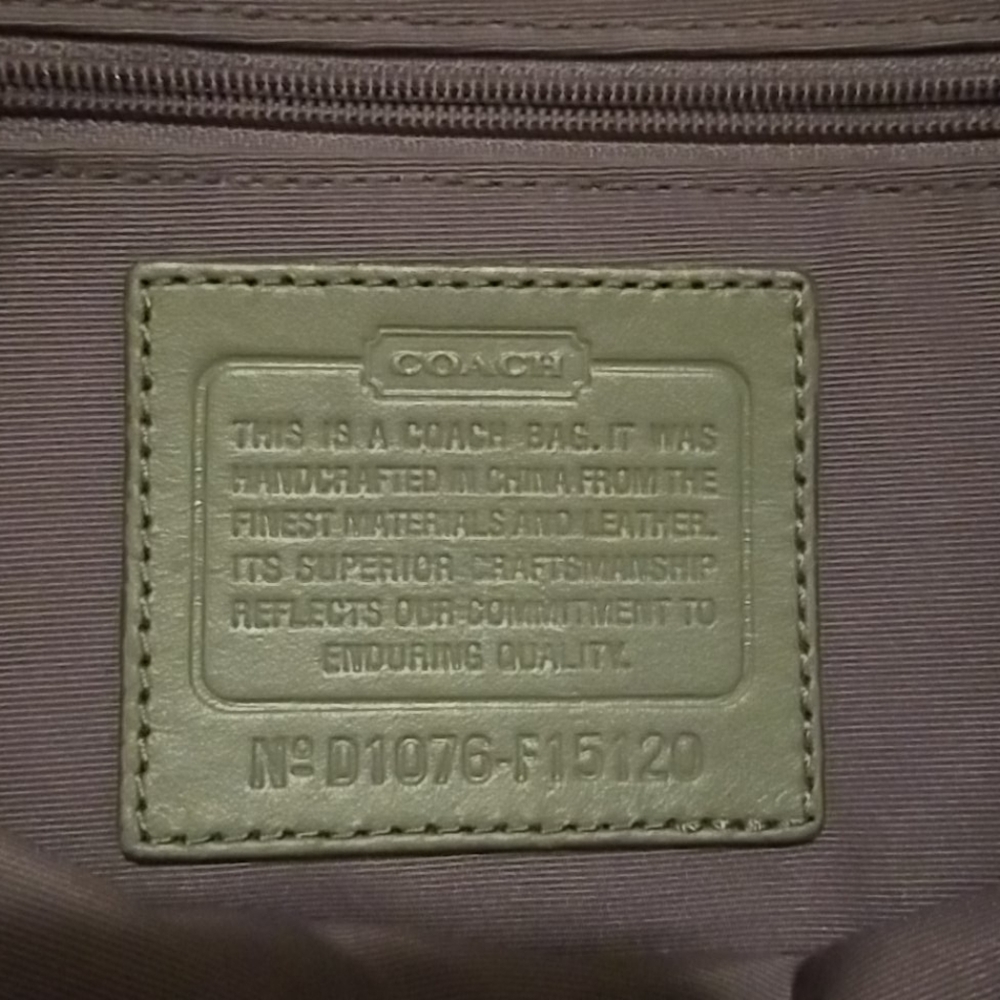 COACH
THIS IS A COACH BAG. IT WAS
HANDCRAFTED IN CHINA FROM THE
FINEST MATERIALS AND LEATHER.
ITS SUPERIOR CRAFTSMANSHIP
REFLECTS OUR COMMITMENT TO
ENDURING QUALITY.
Nº D1076-F15120